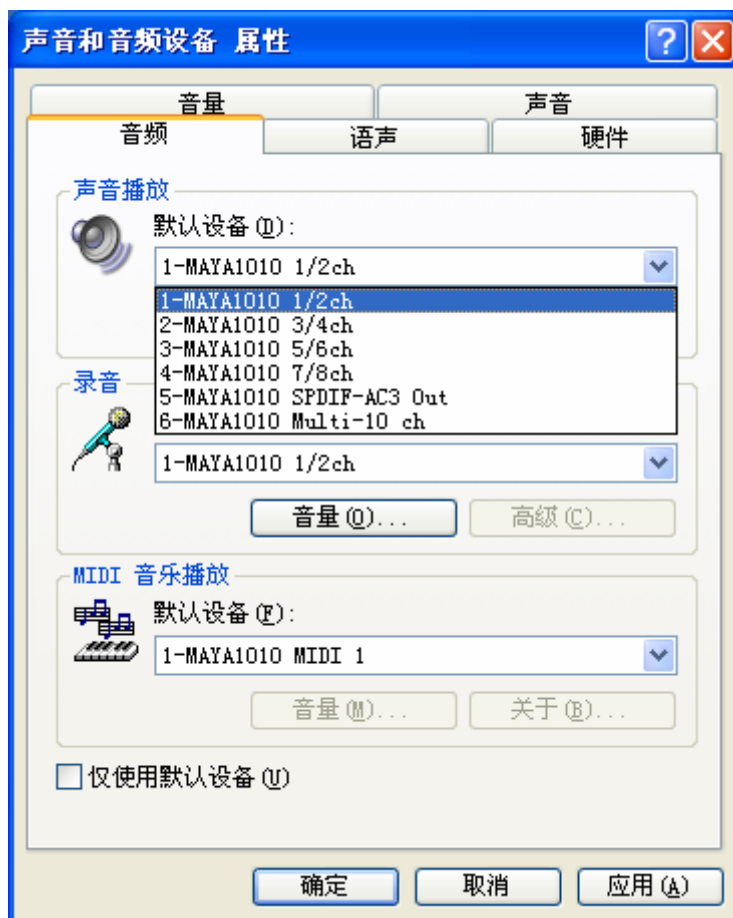 声音和音频设备 属性
音量
声音
音频
语声
硬件
声音播放
默认设备(D):
1-MAYA1010 1/2ch
1-MAYA1010 1/2ch
2-MAYA1010 3/4ch
3-MAYA1010 5/6ch
4-MAYA1010 7/8ch
5-MAYA1010 SPDIF-AC3 Out
6-MAYA1010 Multi-10 ch
录音
1-MAYA1010 1/2ch
音量(O)...
高级(C)...
MIDI 音乐播放
默认设备(F):
1-MAYA1010 MIDI 1
音量(M)...
关于(B)...
仅使用默认设备(U)
确定
取消
应用(A)